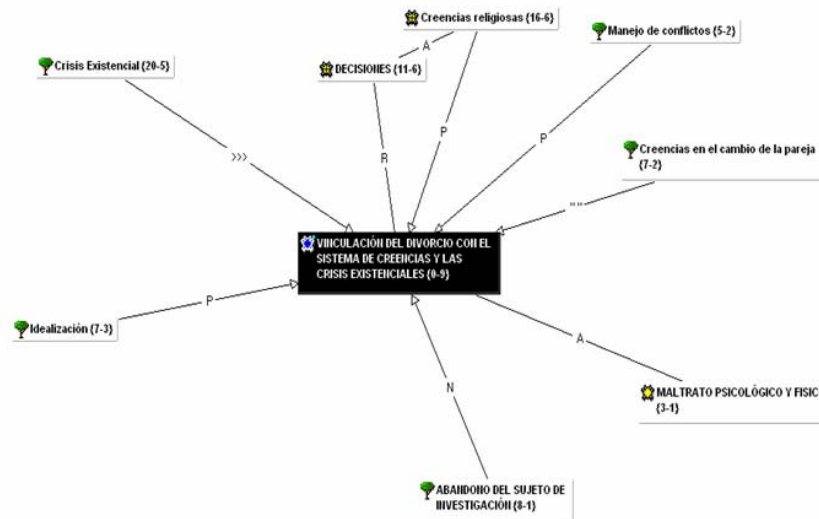 Creencias religiosas {16-6}
Manejo de conflictos {5-2}
A
Crisis Existencial {20-5}
DECISIONES {11-6}
P
P
>>>
R
Creencias en el cambio de la pareja
{7-2}
""
VINCULACIÓN DEL DIVORCIO CON EL
SISTEMA DE CREENCIAS Y LAS
CRISIS EXISTENCIALES {0-9}
P
Idealización {7-3}
A
N
MALTRATO PSICOLÓGICO Y FISIC
{3-1}
ABANDONO DEL SUJETO DE
INVESTIGACIÓN {8-1}